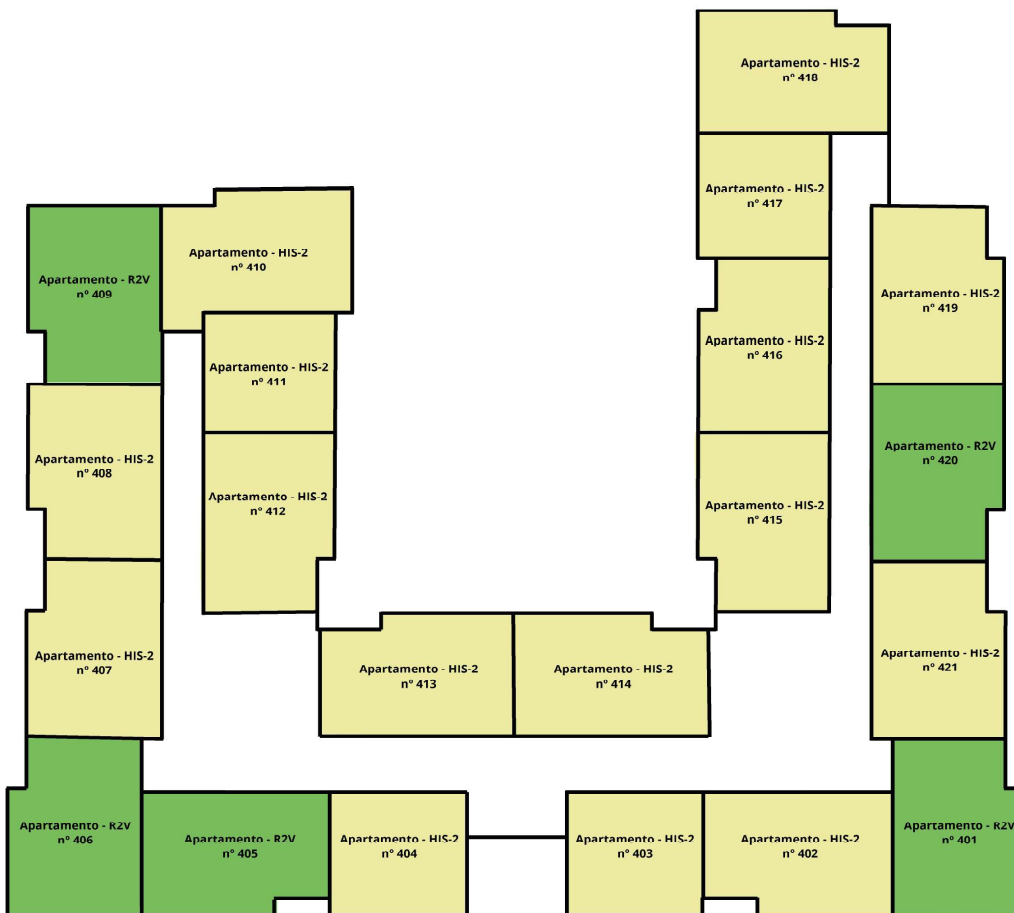 Apartamento - HIS-2
nº 418
Apartamento - HIS-2
nº 417
Apartamento - HIS-2
nº 410
Apartamento - R2V
nº 409
Apartamento - HIS-2
nº 419
Apartamento - HIS-2
nº 416
Apartamento - HIS-2
nº 411
Apartamento - R2V
nº 420
Apartamento - HIS-2
nº 408
Apartamento - HIS-2
nº 412
Apartamento - HIS-2
nº 415
Apartamento - HIS-2
nº 407
Apartamento - HIS-2
nº 413
Apartamento - HIS-2
nº 414
Apartamento - HIS-2
nº 421
Apartamento - R2V
nº 406
Apartamento - R2V
nº 405
Apartamento - HIS-2
nº 404
Apartamento - HIS-2
nº 403
Apartamento - HIS-2
nº 402
Apartamento - R2V
nº 401